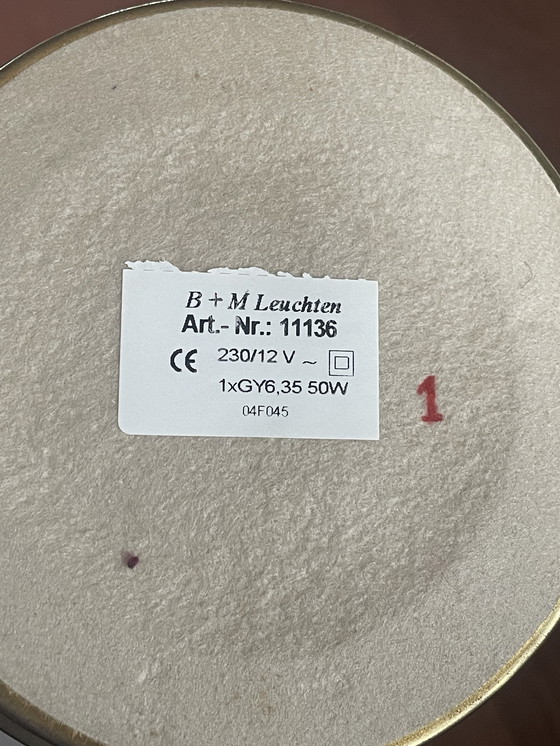 B + M Leuchten
Art.- Nr.: 11136
CE 230/12 V ~
1xGY6,35 50W
04F045
1